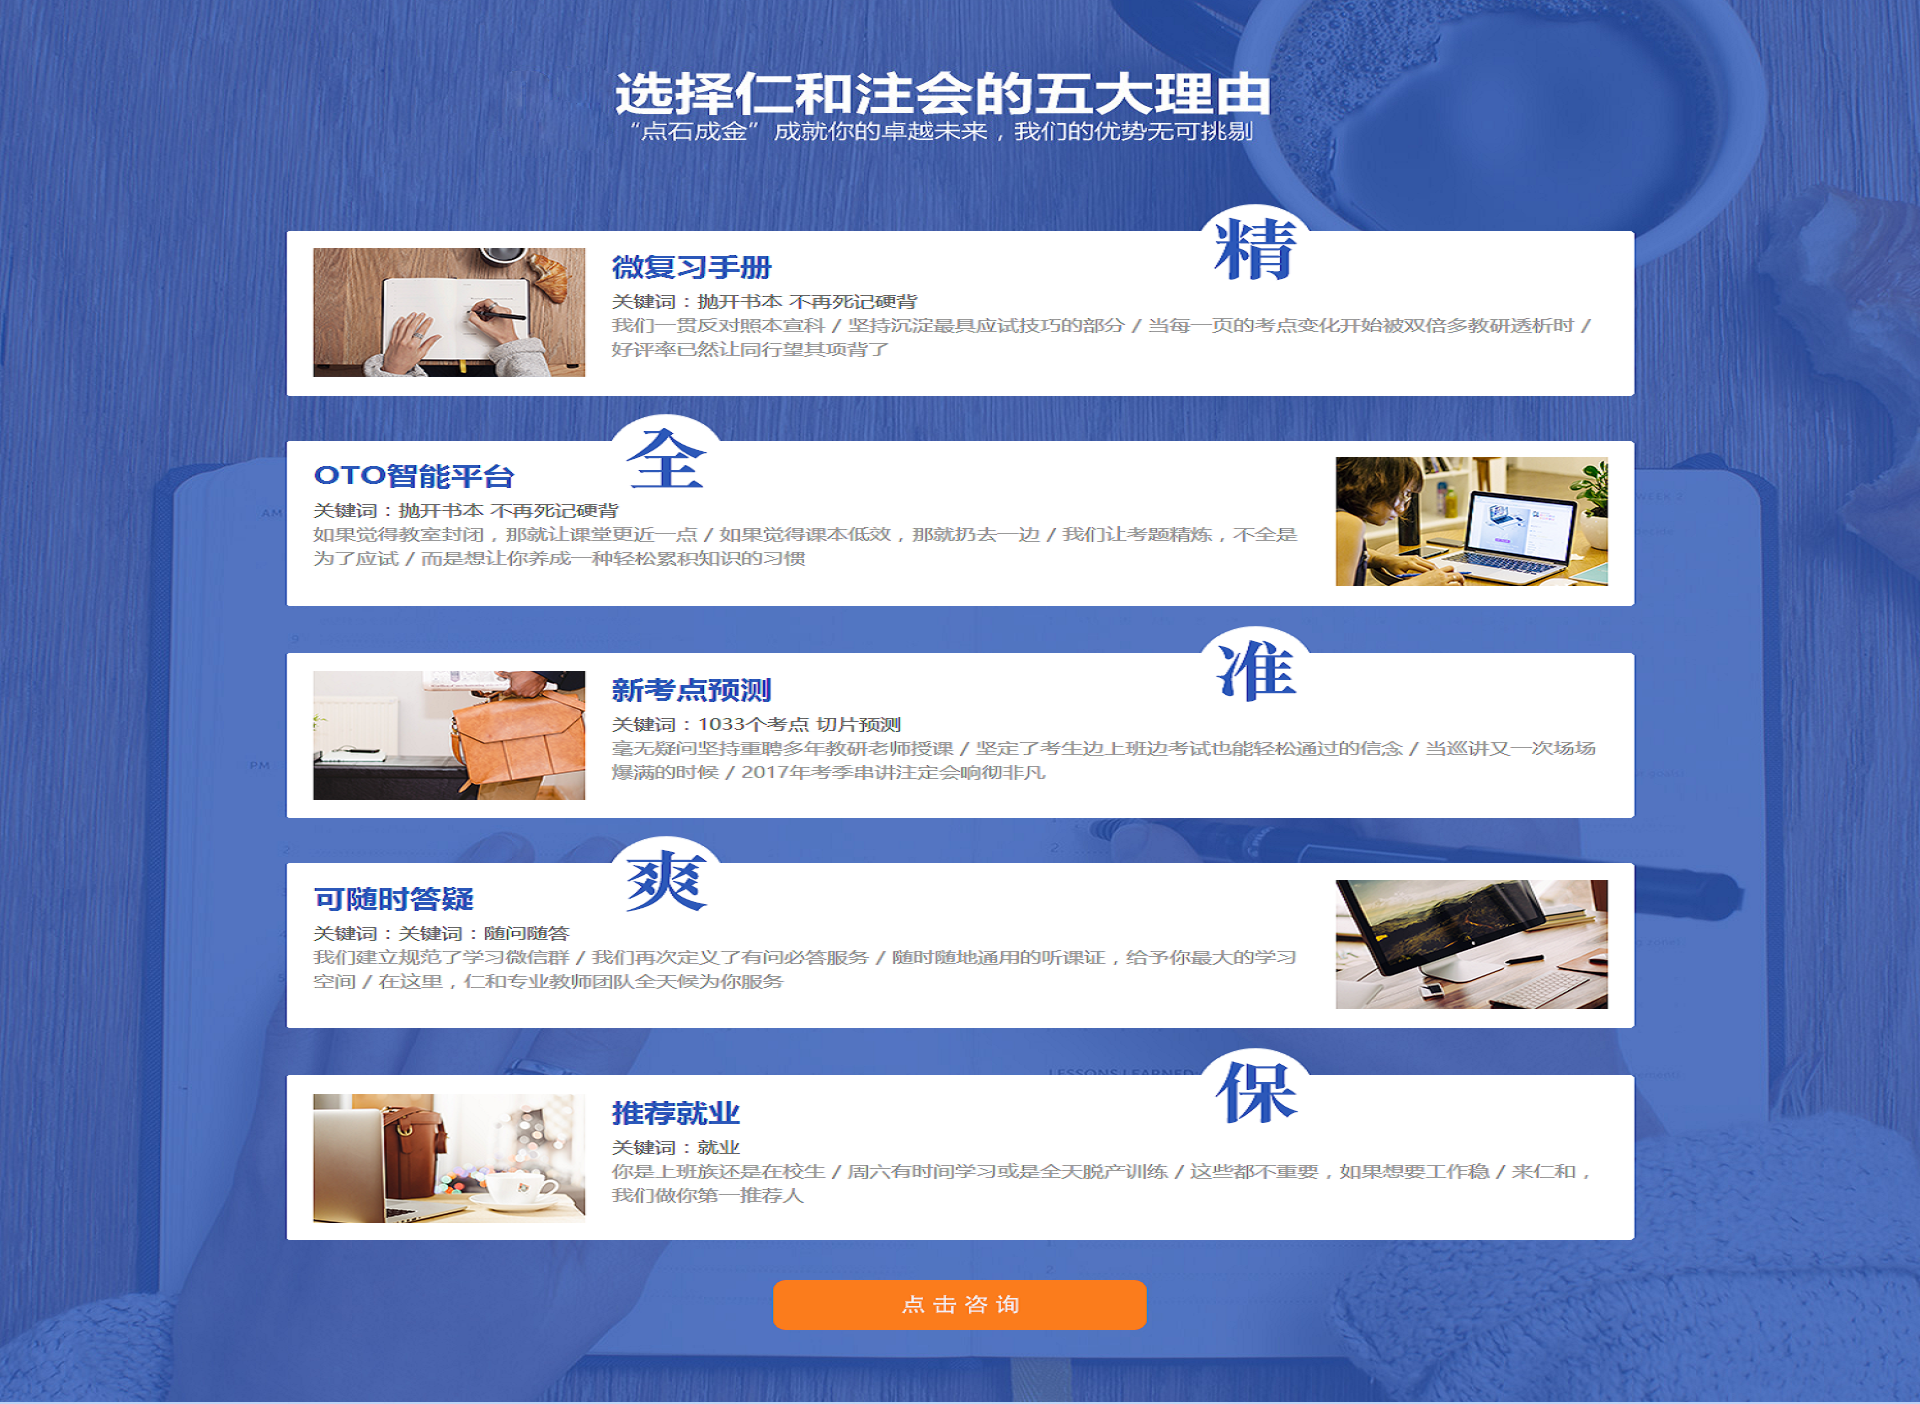 选择仁和注会的五大理由
“点石成金”成就你的卓越未来，我们的优势无可挑剔
精
微复习手册
关键词：抛开书本 不再死记硬背
我们一贯反对照本宣科 / 坚持沉淀最具应试技巧的部分 / 当每一页的考点变化开始被双倍多教研透析时 /
好评率已然让同行望其项背了
全
OTO智能平台
关键词：抛开书本 不再死记硬背
如果觉得教室封闭，那就让课堂更近一点 / 如果觉得课本低效，那就扔去一边 / 我们让考题精炼，不全是
为了应试 / 而是想让你养成一种轻松累积知识的习惯
准
新考点预测
关键词：1033个考点 切片预测
毫无疑问坚持重聘多年教研老师授课 / 坚定了考生边上班边考试也能轻松通过的信念 / 当巡讲又一次场场
爆满的时候 / 2017年考季串讲注定会响彻非凡
爽
可随时答疑
关键词：关键词：随问随答
我们建立规范了学习微信群 / 我们再次定义了有问必答服务 / 随时随地通用的听课证，给予你最大的学习
空间 / 在这里，仁和专业教师团队全天候为你服务
保
推荐就业
关键词：就业
你是上班族还是在校生 / 周六有时间学习或是全天脱产训练 / 这些都不重要，如果想要工作稳 / 来仁和，
我们做你第一推荐人
点击咨询
AM
PM
WEEK 2
LESSONS LEARNED